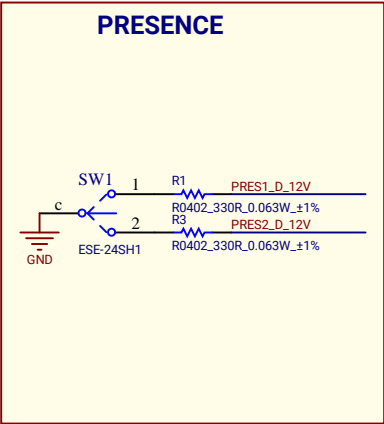 PRESENCE
SW1
1
R1
PRES1_D_12V
c
R0402_330R_0.063W_±1%
R3
2
PRES2_D_12V
ESE-24SH1
R0402_330R_0.063W_±1%
GND